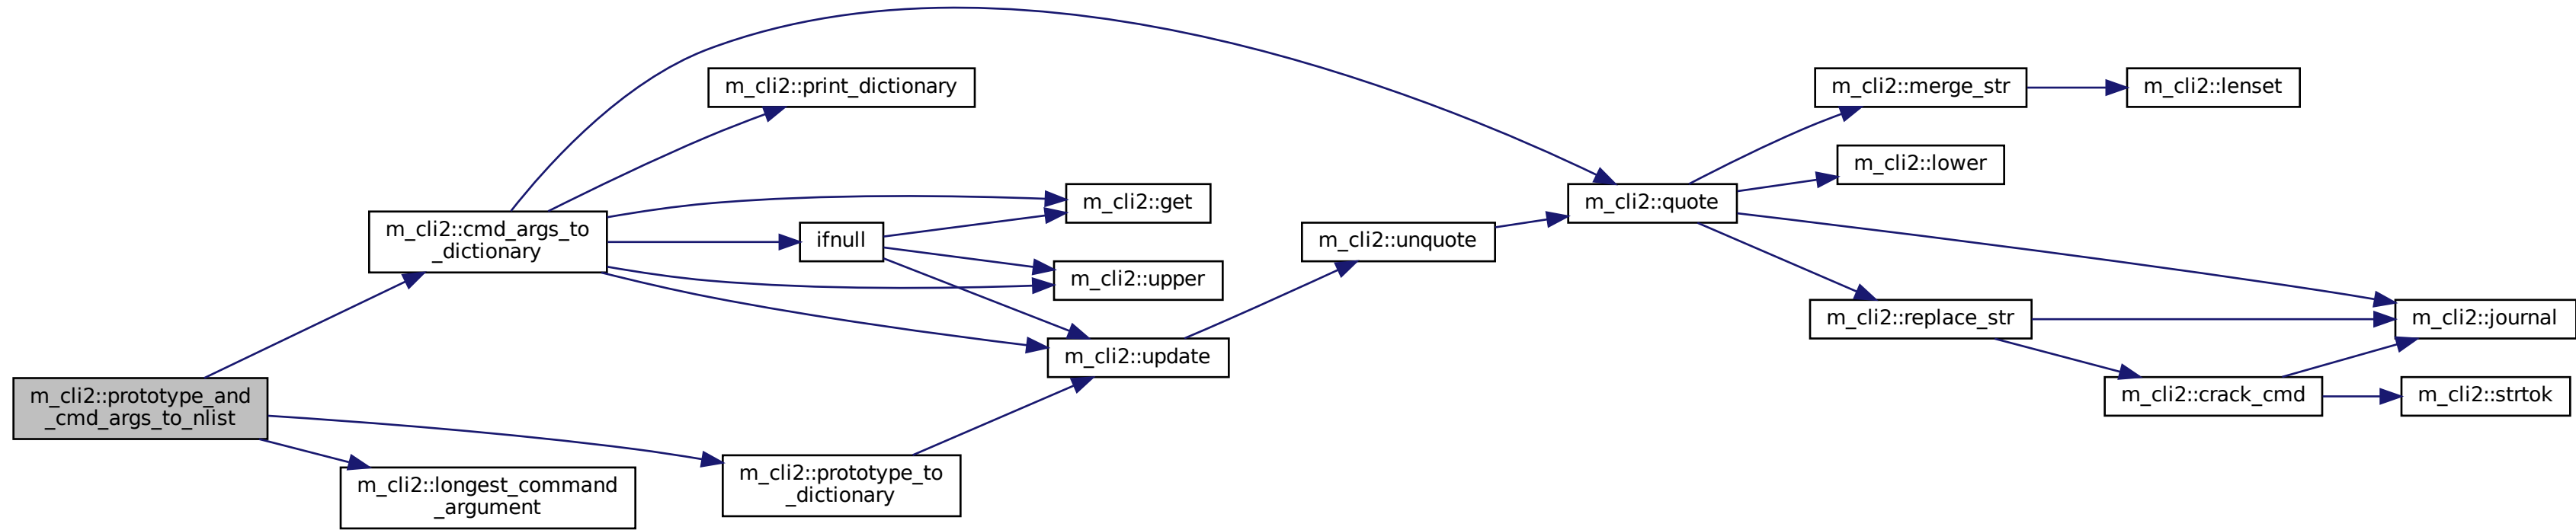 m_cli2::prototype_and
_cmd_args_to_nlist
m_cli2::cmd_args_to
_dictionary
m_cli2::longest_command
_argument
m_cli2::print_dictionary
ifnull
m_cli2::prototype_to
_dictionary
m_cli2::get
m_cli2::upper
m_cli2::update
m_cli2::unquote
m_cli2::quote
m_cli2::merge_str
m_cli2::lower
m_cli2::replace_str
m_cli2::lenset
m_cli2::crack_cmd
m_cli2::journal
m_cli2::strtok